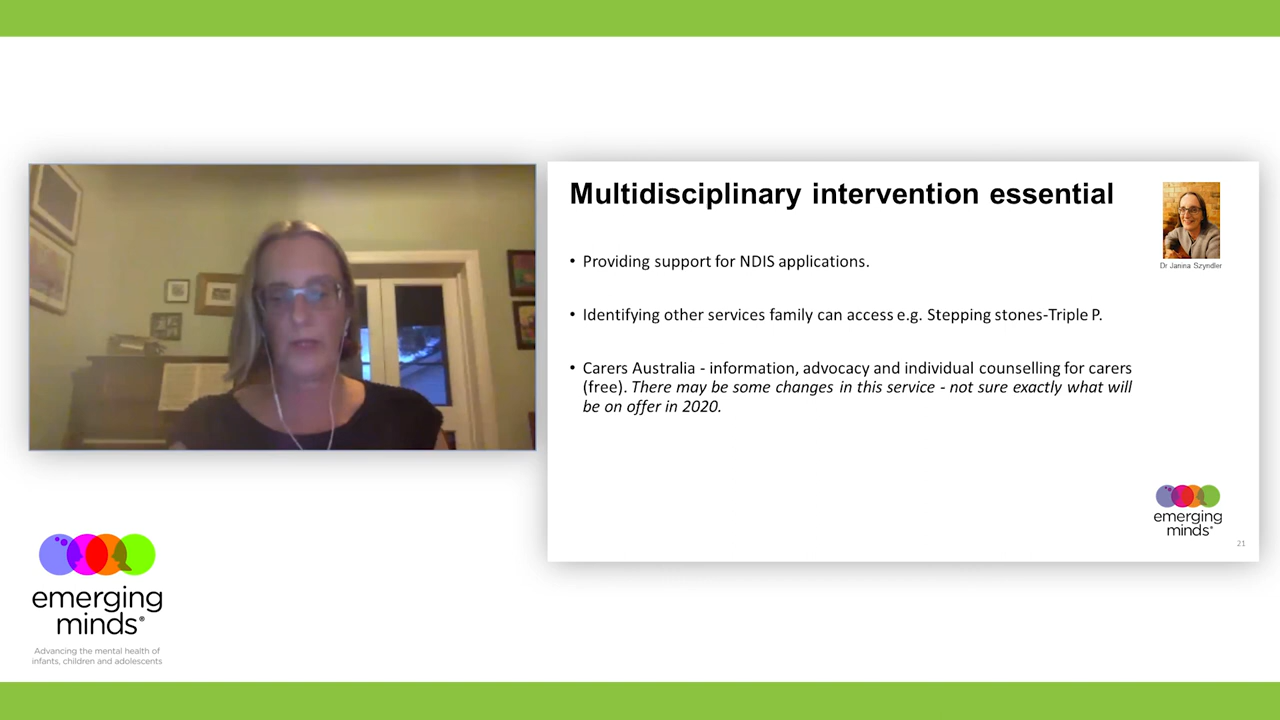 Multidisciplinary intervention essential
Dr Janina Szyndler
• Providing support for NDIS applications.
• Identifying other services family can access e.g. Stepping stones-Triple P.
• Carers Australia - information, advocacy and individual counselling for carers
(free). There may be some changes in this service - not sure exactly what will
be on offer in 2020.
emerging
minds®
21
emerging
minds®
Advancing the mental health of
infants, children and adolescents